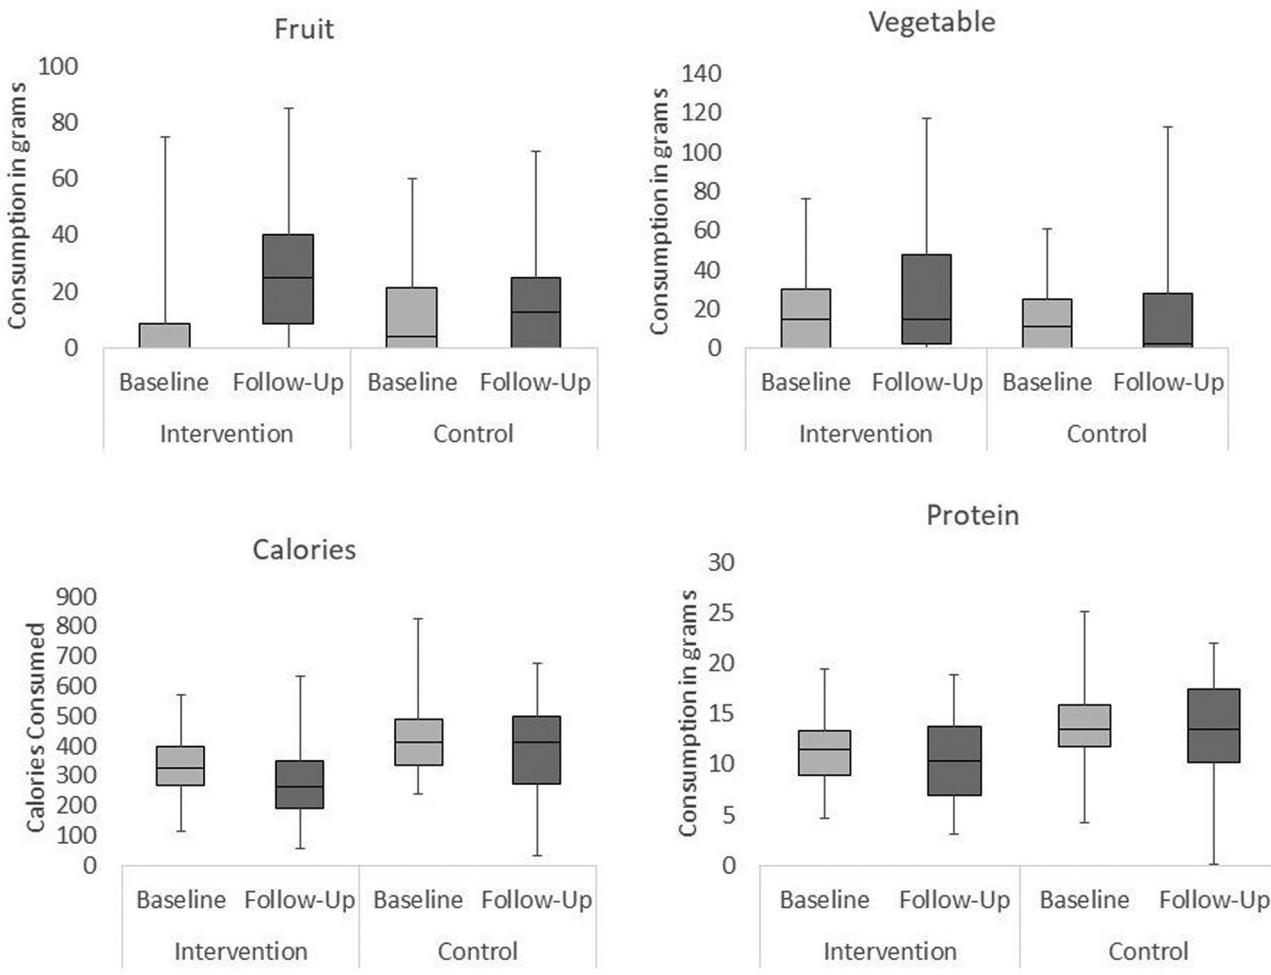 Fruit
Consumption in grams
100
80
60
40
20
0
Baseline Follow-Up Baseline Follow-Up
Intervention Control
Vegetable
Consumption in grams
140
120
100
80
60
40
20
0
Baseline Follow-Up Baseline Follow-Up
Intervention Control
Calories
Calories Consumed
900
800
700
600
500
400
300
200
100
0
Baseline Follow-Up Baseline Follow-Up
Intervention Control
Protein
Consumption in grams
30
25
20
15
10
5
0
Baseline Follow-Up Baseline Follow-Up
Intervention Control